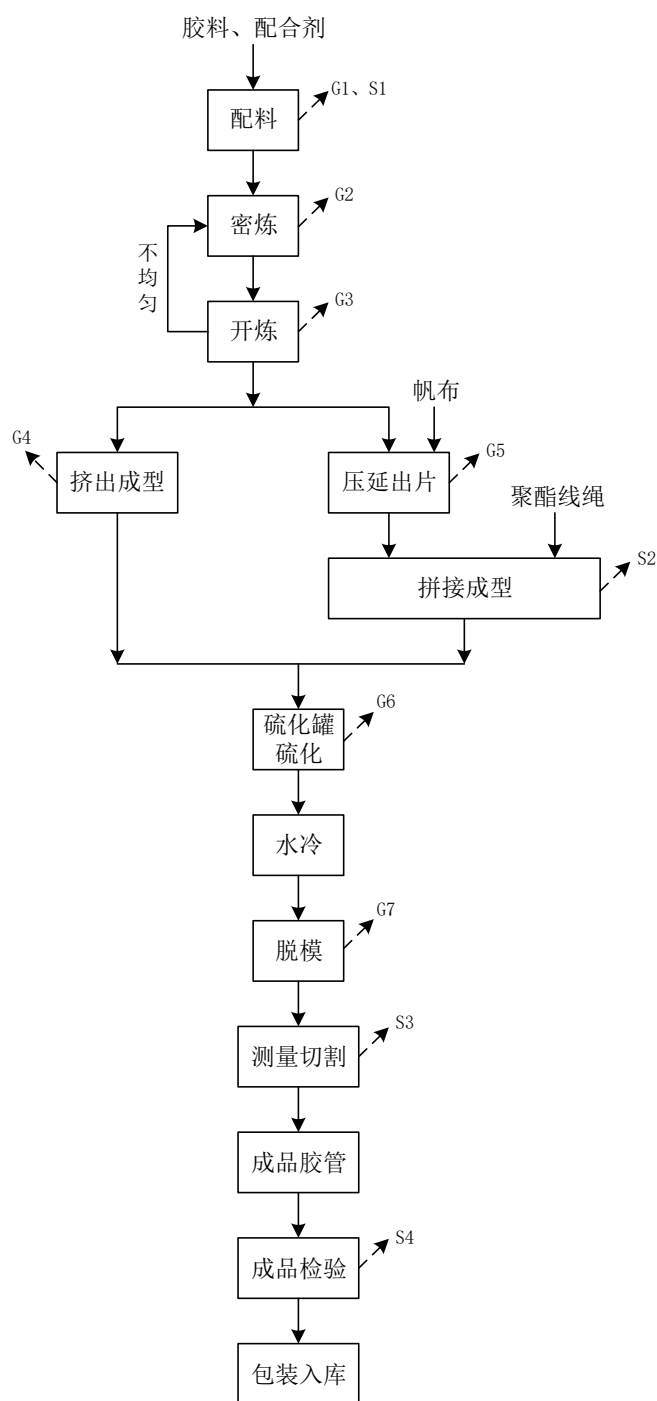 胶料、配合剂
G1、S1
配料
G2
密炼
不均匀
G3
开炼
帆布
G4
G5
挤出成型
压延出片
聚酯线绳
S2
拼接成型
G6
硫化罐
硫化
水冷
G7
脱模
S3
测量切割
成品胶管
S4
成品检验
包装入库